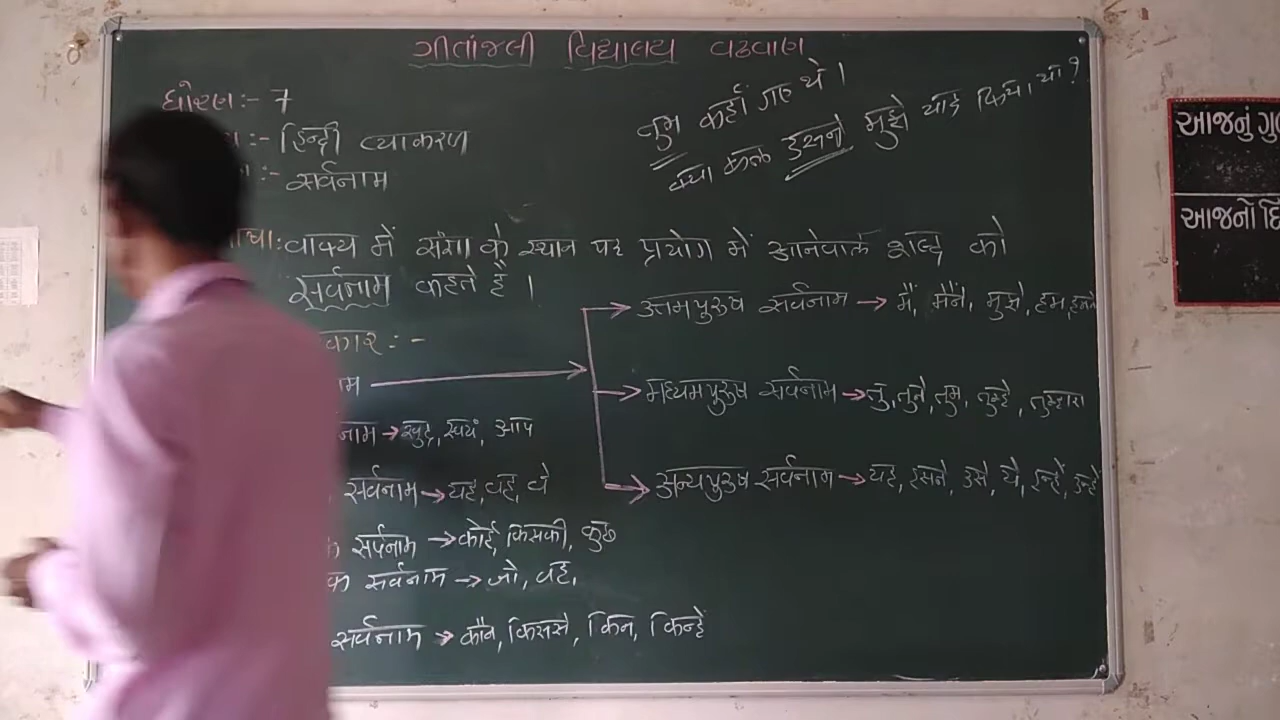 ગીતાંજલી વિદ્યાલય વઢવાણ
ધોરણ:- 7
:- हिन्दी व्याकरण
:- सर्वनाम
तुम कहाँ गए थे ।
क्या कल उसने मुझे याद किया था ?
वाक्य में संज्ञा के स्थान पर प्रयोग में आनेवाले शब्द को
सर्वनाम कहते है ।
कार :-
उत्तमपुरुष सर्वनाम → मैं, मैंने, मुझे, हम, हमने
मध्यमपुरुष सर्वनाम → तु, तुने, तुम, तुम्हे, तुम्हारा
अन्यपुरुष सर्वनाम → यह, इसने, उसे, ये, इन्हें, उन्हें
नाम → खुद, स्वयं, आप
सर्वनाम → यह, वह, वे
सर्वनाम → कोई, किसकी, कुछ
क सर्वनाम → जो, वह,
सर्वनाम → कौन, किससे, किन, किन्हें
આજનું ગુ
આજનો દિ